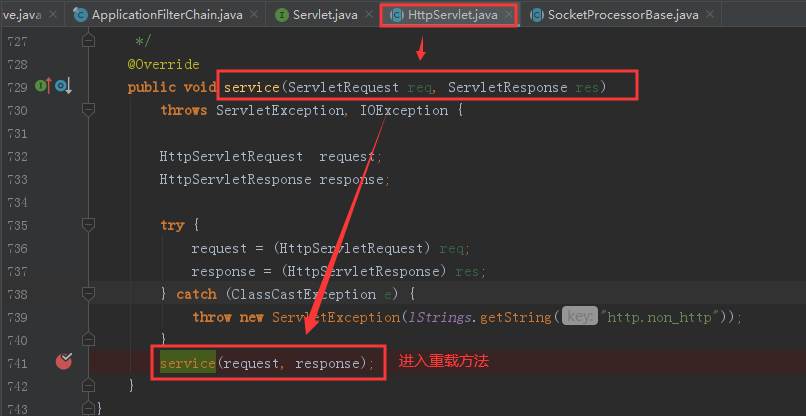 ve.java × ApplicationFilterChain.java × Servlet.java × HttpServlet.java × SocketProcessorBase.java ×
727 */
728 @Override
729 public void service(ServletRequest req, ServletResponse res)
730 throws ServletException, IOException {
731
732 HttpServletRequest request;
733 HttpServletResponse response;
734
735 try {
736 request = (HttpServletRequest) req;
737 response = (HttpServletResponse) res;
738 } catch (ClassCastException e) {
739 throw new ServletException(lStrings.getString( key: "http.non_http"));
740 }
741 service(request, response); 进入重载方法
742 }
743 }